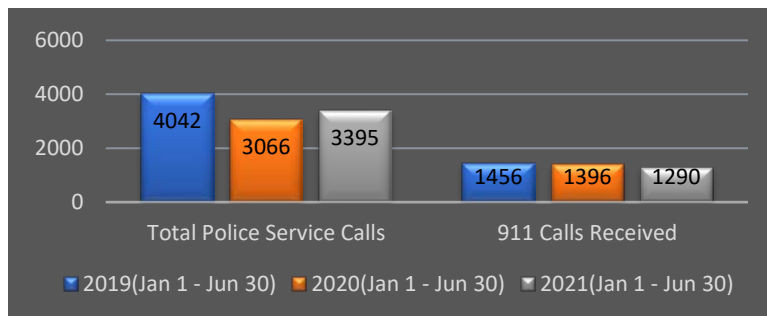 6000
4000
2000
0
4042
3066
3395
1456
1396
1290
Total Police Service Calls
911 Calls Received
2019(Jan 1 - Jun 30)
2020(Jan 1 - Jun 30)
2021(Jan 1 - Jun 30)